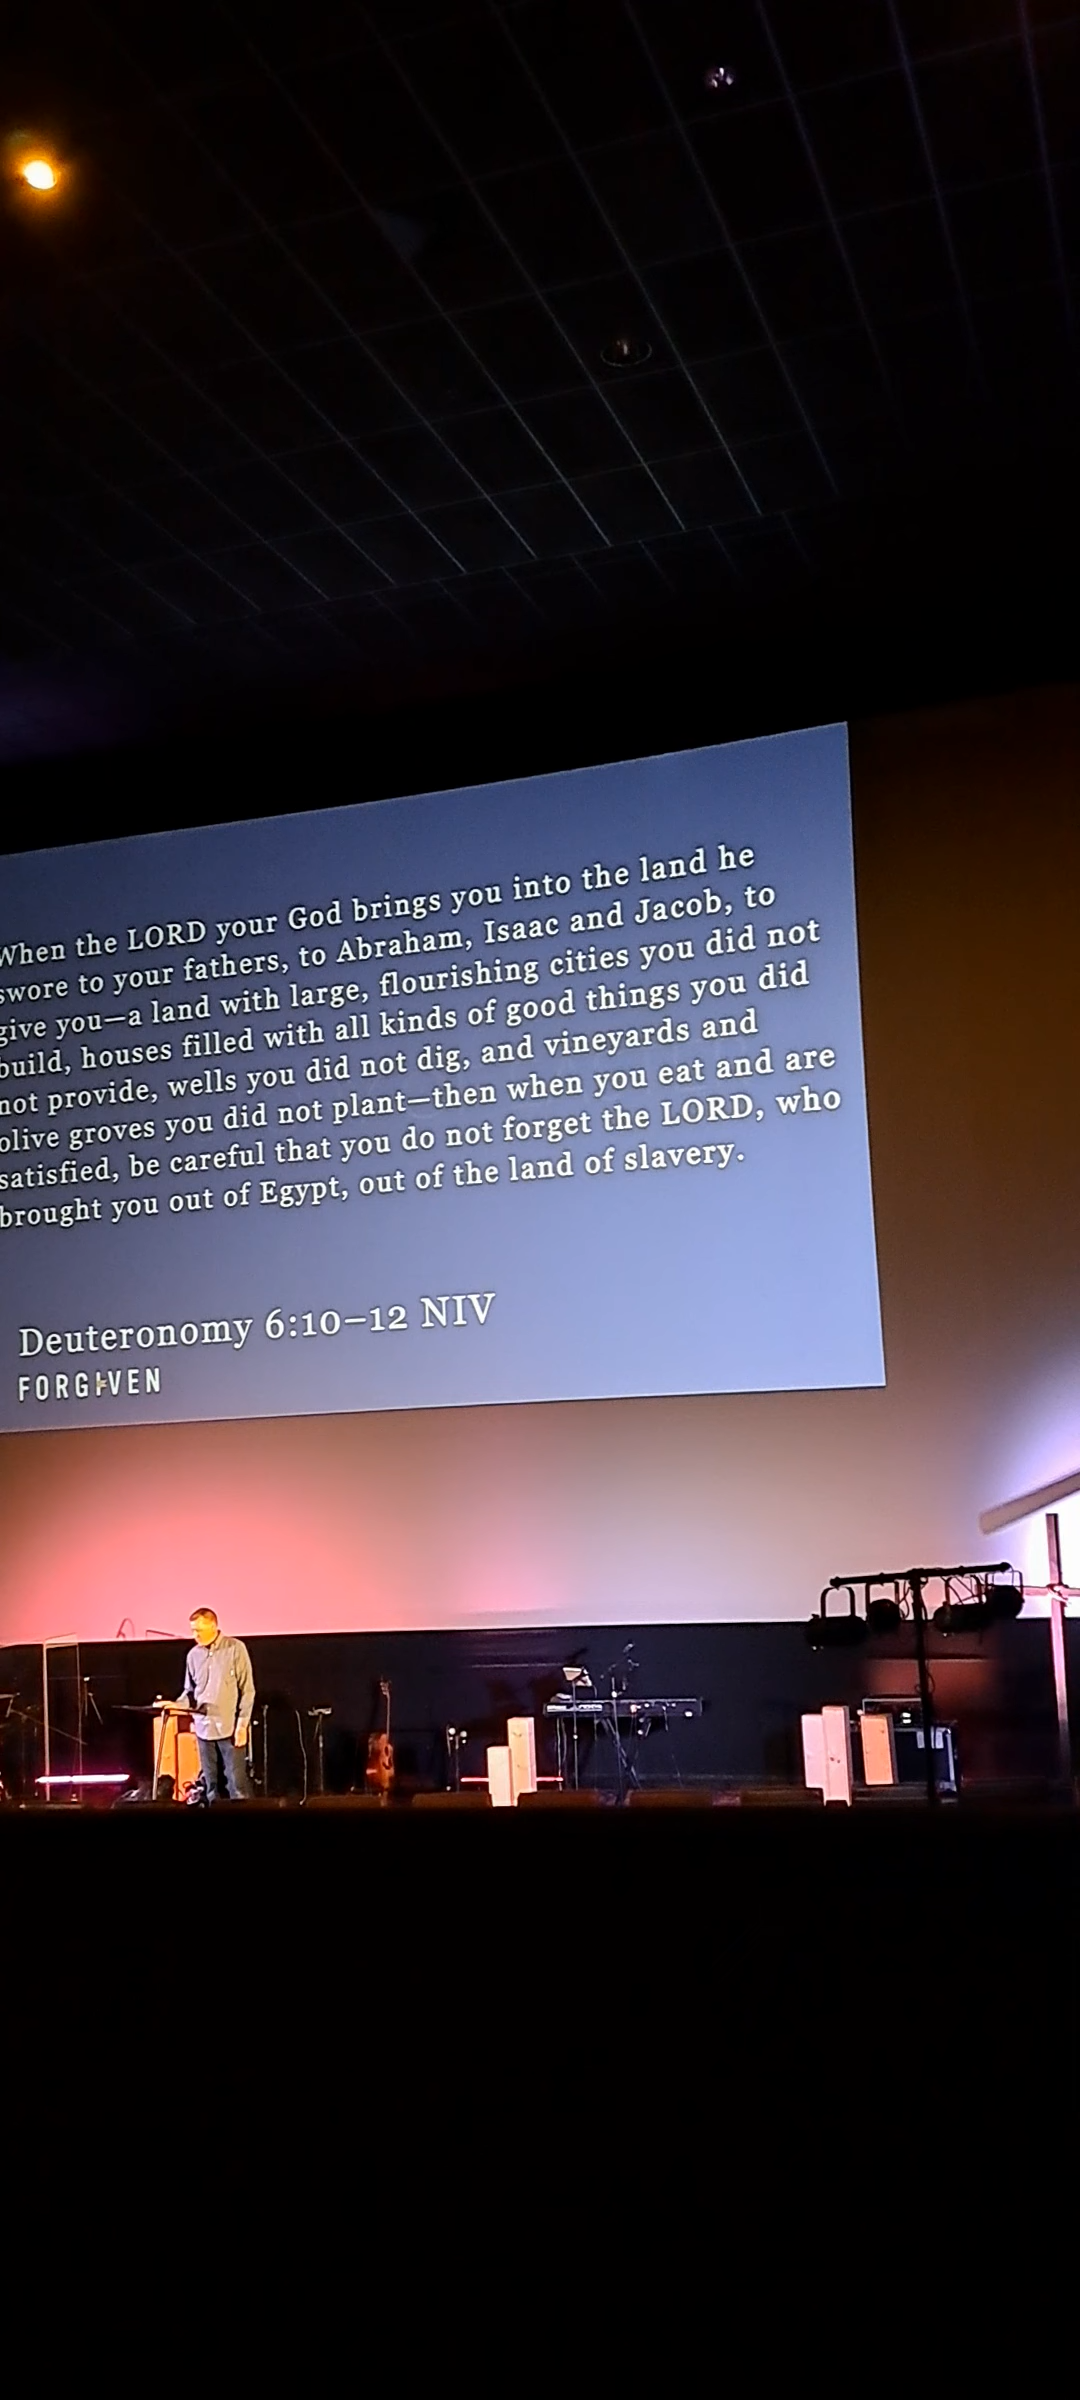 When the LORD your God brings you into the land he
swore to your fathers, to Abraham, Isaac and Jacob, to
give you—a land with large, flourishing cities you did not
build, houses filled with all kinds of good things you did
not provide, wells you did not dig, and vineyards and
olive groves you did not plant—then when you eat and are
satisfied, be careful that you do not forget the LORD, who
brought you out of Egypt, out of the land of slavery.
Deuteronomy 6:10–12 NIV
FORGIVEN